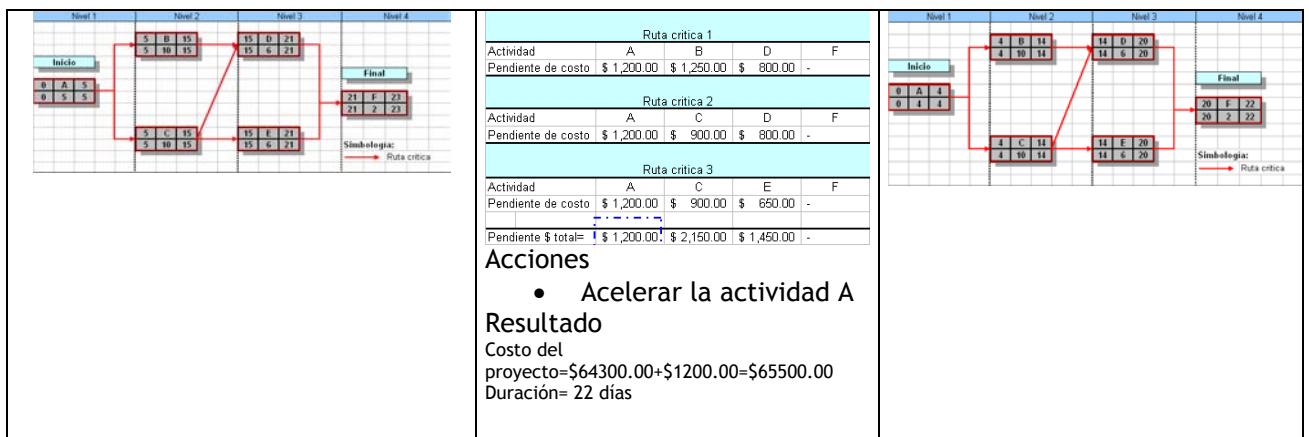 Nivel 1 Nivel 2 Nivel 3 Nivel 4
5 B 15 15 D 21
5 10 15 15 6 21
Inicio
Final
0 A 5
0 5 5
21 F 23
21 2 23
5 C 15 15 E 21
5 10 15 15 6 21
Simbología:
Ruta critica
Ruta critica 1
Actividad A B D F
Pendiente de costo $ 1,200.00 $ 1,250.00 $ 800.00 -
Ruta critica 2
Actividad A C D F
Pendiente de costo $ 1,200.00 $ 900.00 $ 800.00 -
Ruta critica 3
Actividad A C E F
Pendiente de costo $ 1,200.00 $ 900.00 $ 650.00 -
Pendiente $ total= $ 1,200.00 $ 2,150.00 $ 1,450.00 -
Acciones
• Acelerar la actividad A
Resultado
Costo del
proyecto=$64300.00+$1200.00=$65500.00
Duración= 22 días
Nivel 1 Nivel 2 Nivel 3 Nivel 4
4 B 14 14 D 20
4 10 14 14 6 20
Inicio
Final
0 A 4
0 4 4
20 F 22
20 2 22
4 C 14 14 E 20
4 10 14 14 6 20
Simbología:
Ruta critica